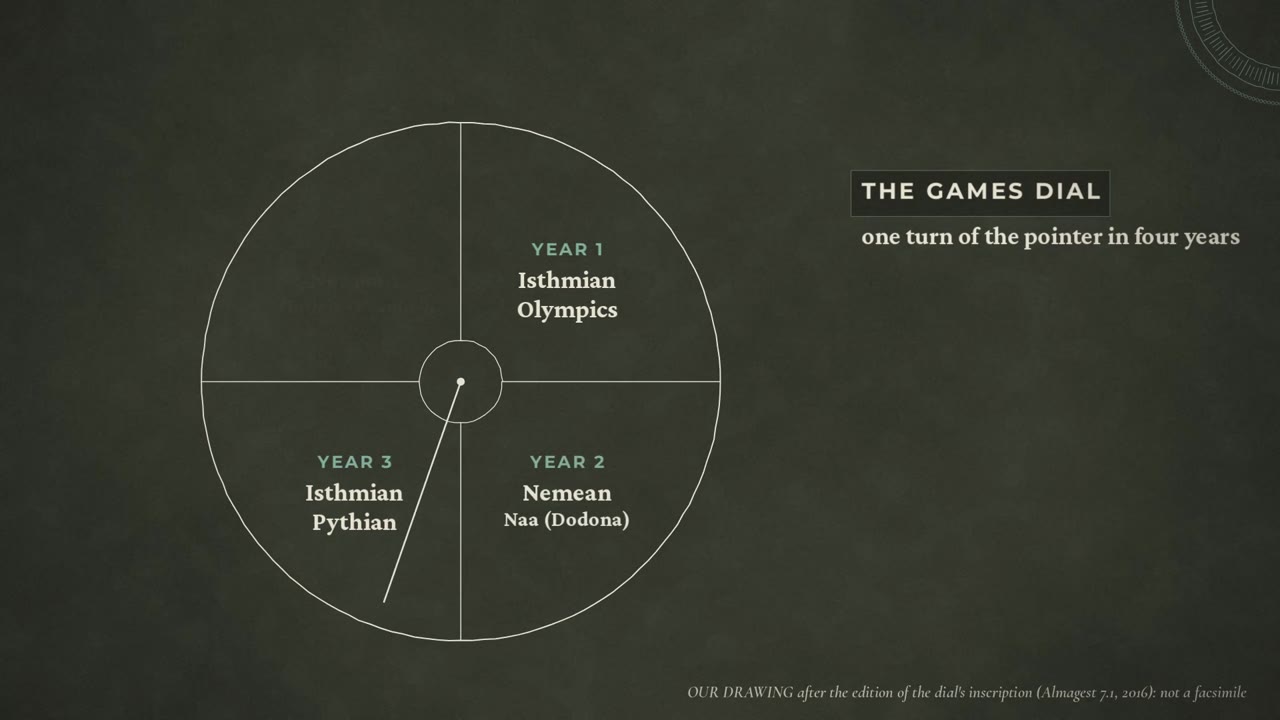 THE GAMES DIAL
one turn of the pointer in four years
YEAR 1
Isthmian
Olympics
YEAR 2
Nemean
Naa (Dodona)
YEAR 3
Isthmian
Pythian
OUR DRAWING after the edition of the dial's inscription (Almagest 7.1, 2016): not a facsimile